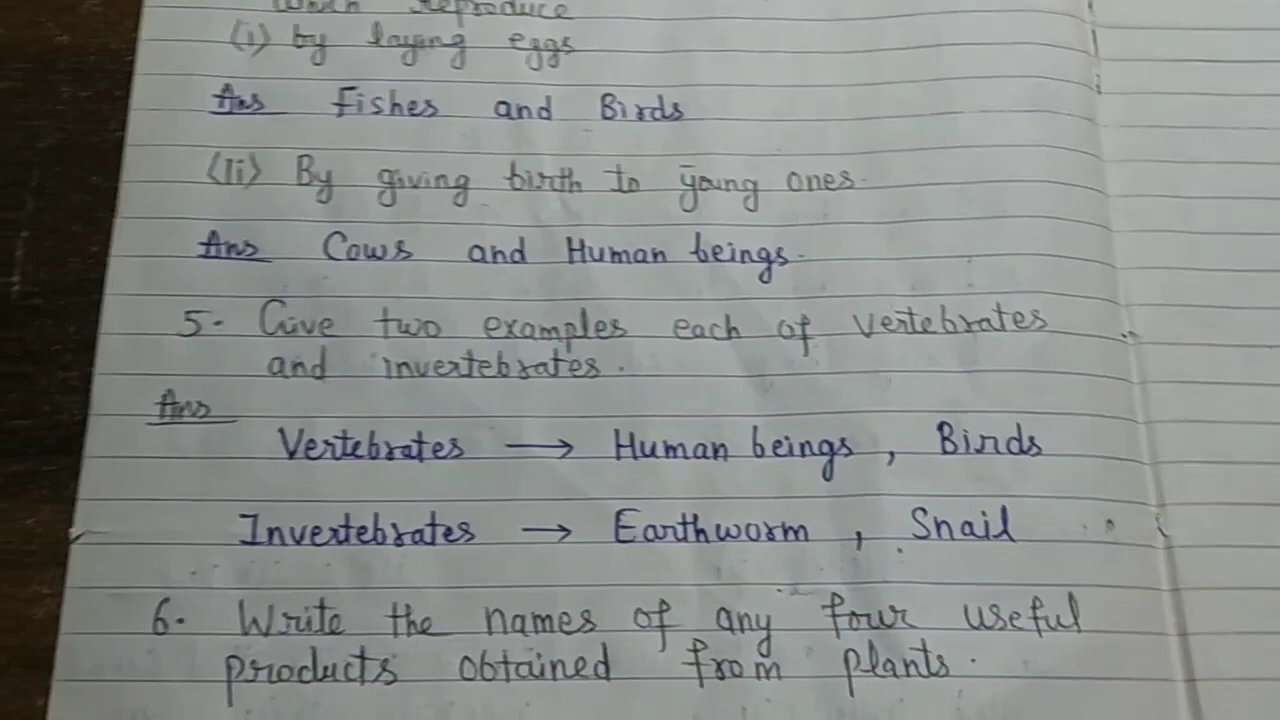 which reproduce
(i) by laying eggs
Ans Fishes and Birds
(ii) By giving birth to young ones.
Ans Cows and Human beings.
5. Give two examples each of vertebrates
and invertebrates.
Ans
Vertebrates → Human beings, Birds
Invertebrates → Earthworm, Snail
6. Write the names of any four useful
products obtained from plants.